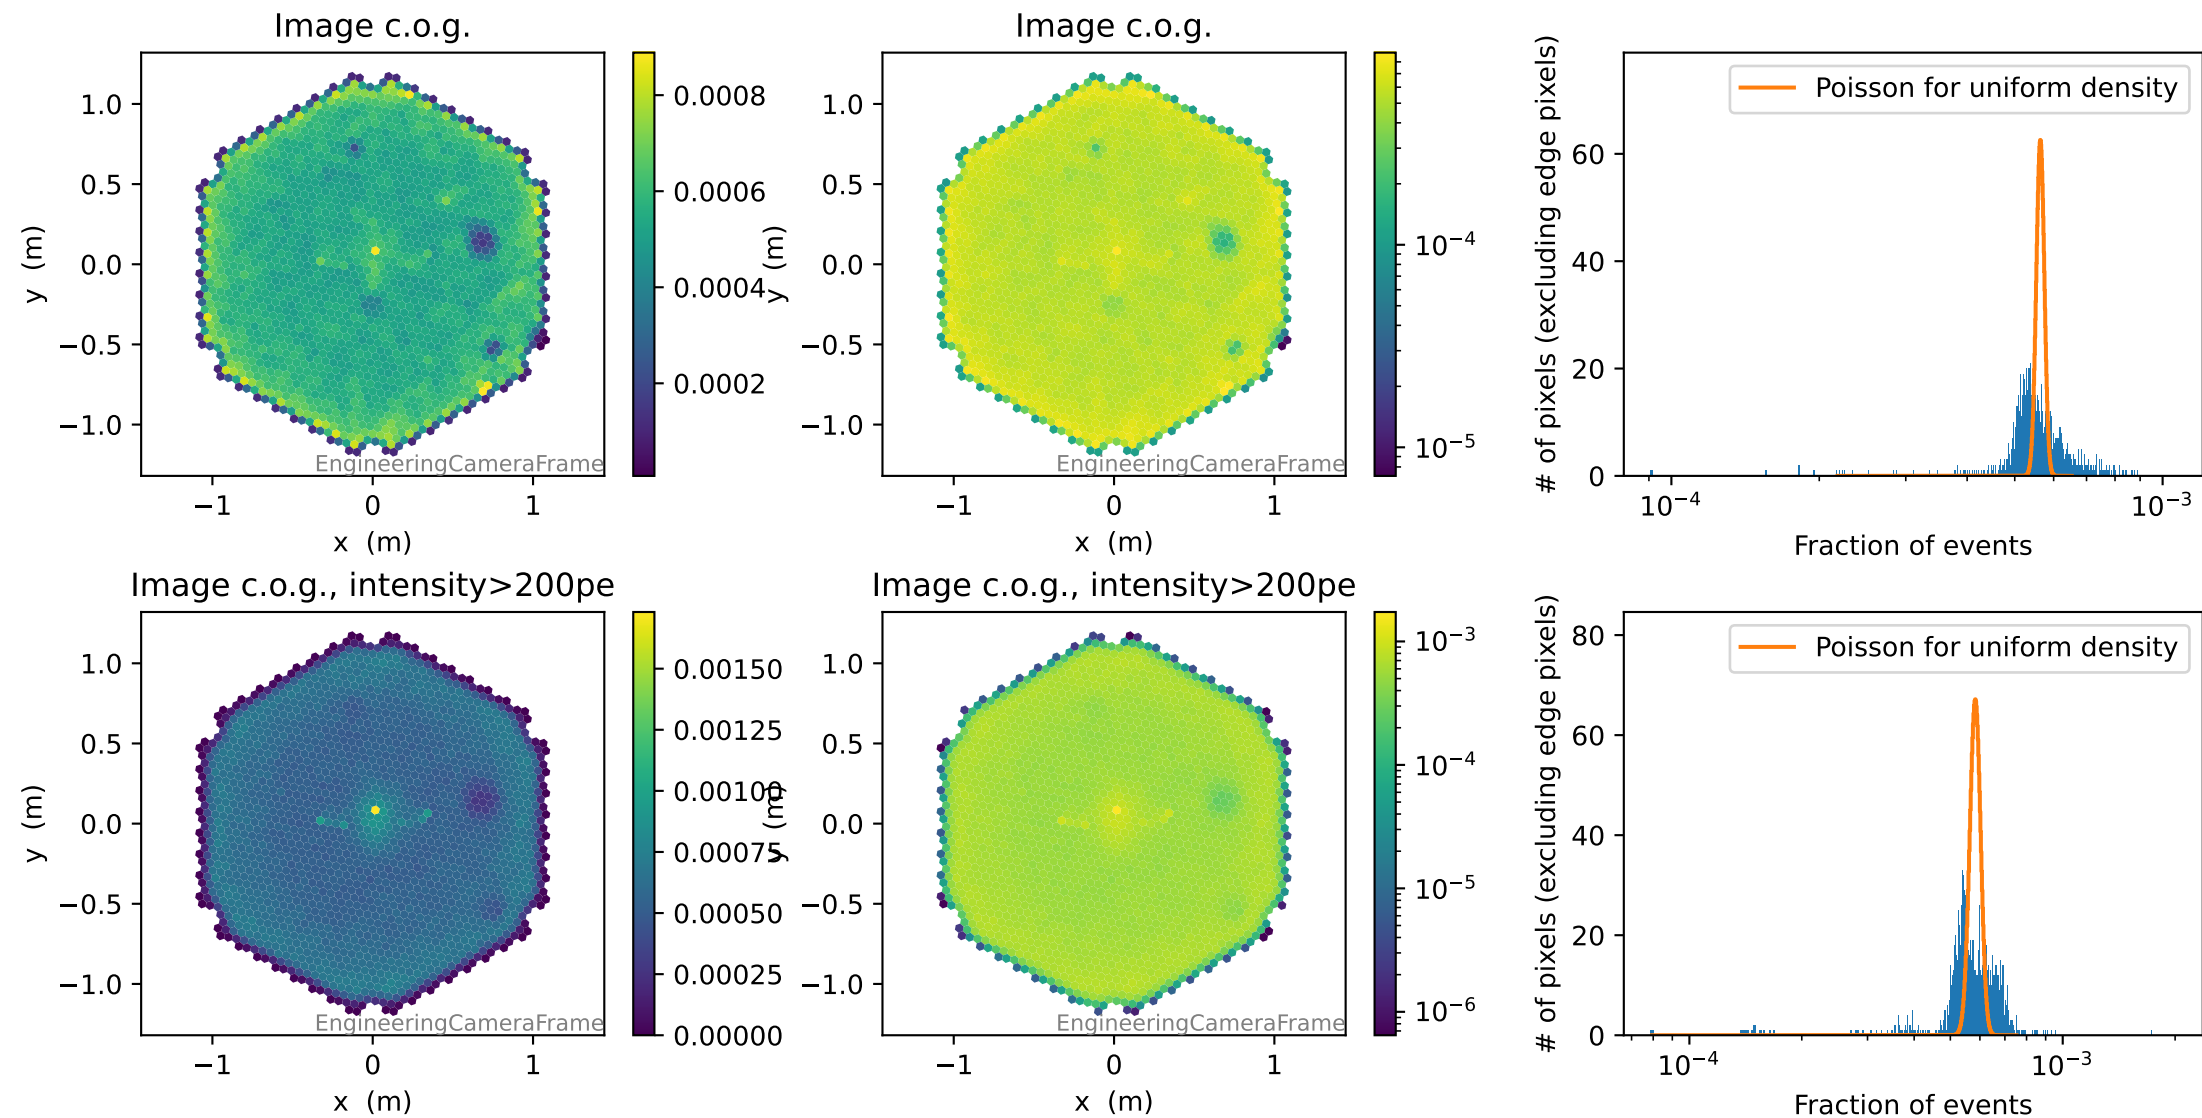 Image c.o.g.
y (m)
1.0
0.5
0.0
−0.5
−1.0
−1
0
1
x (m)
EngineeringCameraFrame
0.0008
0.0006
0.0004
0.0002
Image c.o.g.
y (m)
1.0
0.5
0.0
−0.5
−1.0
−1
0
1
x (m)
EngineeringCameraFrame
10−4
10−5
# of pixels (excluding edge pixels)
60
40
20
0
Poisson for uniform density
10−4
10−3
Fraction of events
Image c.o.g., intensity>200pe
y (m)
1.0
0.5
0.0
−0.5
−1.0
−1
0
1
x (m)
EngineeringCameraFrame
0.00150
0.00125
0.00100
0.00075
0.00050
0.00025
0.00000
Image c.o.g., intensity>200pe
y (m)
1.0
0.5
0.0
−0.5
−1.0
−1
0
1
x (m)
EngineeringCameraFrame
10−3
10−4
10−5
10−6
# of pixels (excluding edge pixels)
80
60
40
20
0
Poisson for uniform density
10−4
10−3
Fraction of events